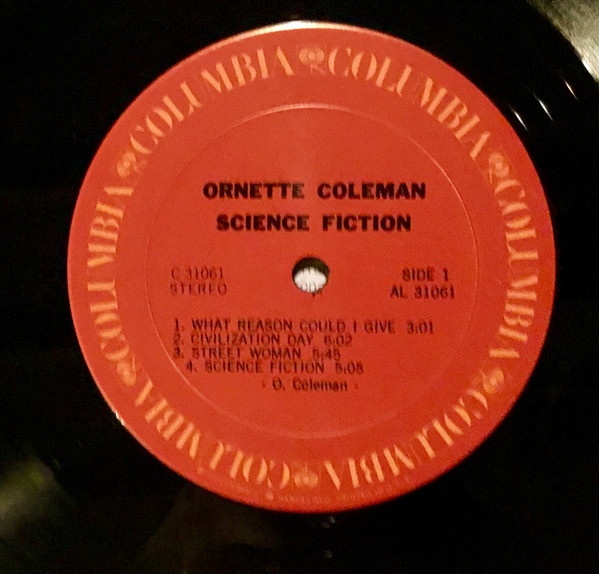 COLUMBIA COLUMBIA COLUMBIA COLUMBIA COLUMBIA COLUMBIA
ORNETTE COLEMAN
SCIENCE FICTION
C 31061 SIDE 1
STEREO AL 31061
1. WHAT REASON COULD I GIVE 3:01
2. CIVILIZATION DAY 6:02
3. STREET WOMAN 5:45
4. SCIENCE FICTION 5:05
- O. Coleman -